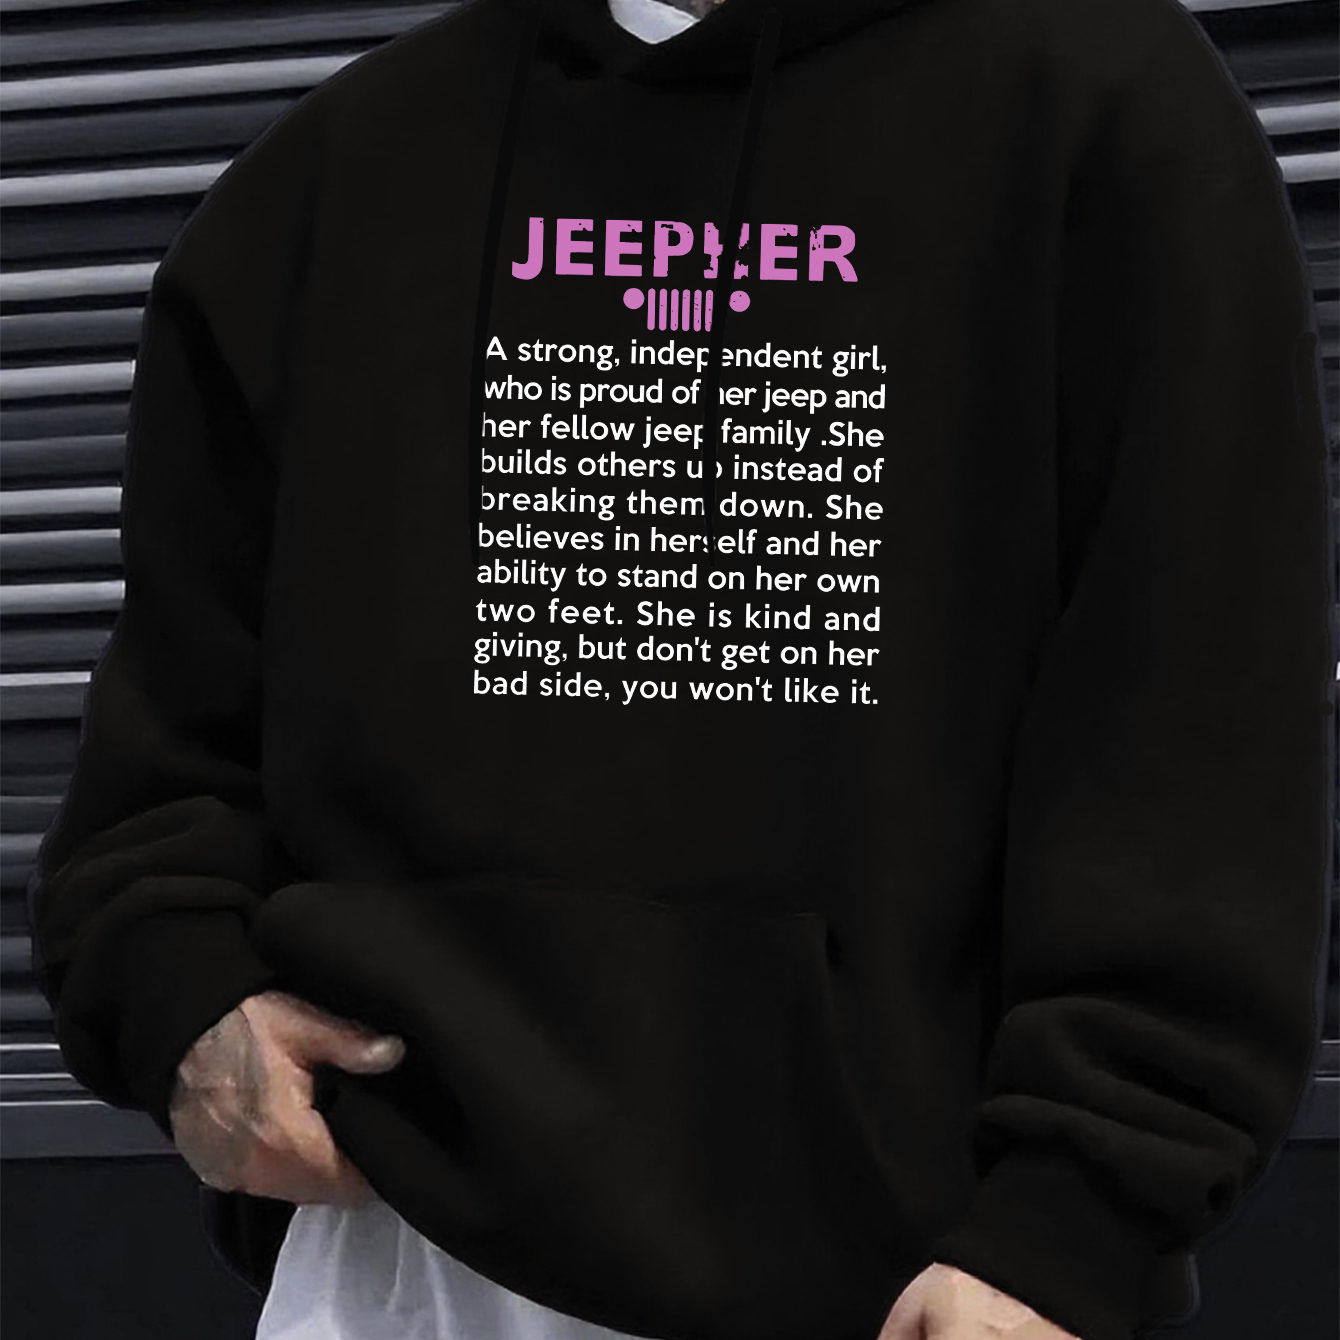 JEEPHER
A strong, independent girl,
who is proud of her jeep and
her fellow jeep family .She
builds others up instead of
breaking them down. She
believes in herself and her
ability to stand on her own
two feet. She is kind and
giving, but don't get on her
bad side, you won't like it.